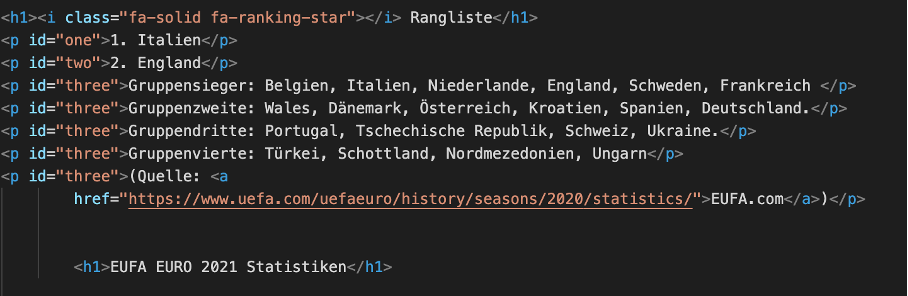 <h1><i class="fa-solid fa-ranking-star"></i> Rangliste</h1>
<p id="one">1. Italien</p>
<p id="two">2. England</p>
<p id="three">Gruppensieger: Belgien, Italien, Niederlande, England, Schweden, Frankreich </p>
<p id="three">Gruppenzweite: Wales, Dänemark, Österreich, Kroatien, Spanien, Deutschland.</p>
<p id="three">Gruppendritte: Portugal, Tschechische Republik, Schweiz, Ukraine.</p>
<p id="three">Gruppenvierte: Türkei, Schottland, Nordmezedonien, Ungarn</p>
<p id="three">(Quelle: <a
href="https://www.uefa.com/uefaeuro/history/seasons/2020/statistics/">EUFA.com</a>)</p>
<h1>EUFA EURO 2021 Statistiken</h1>